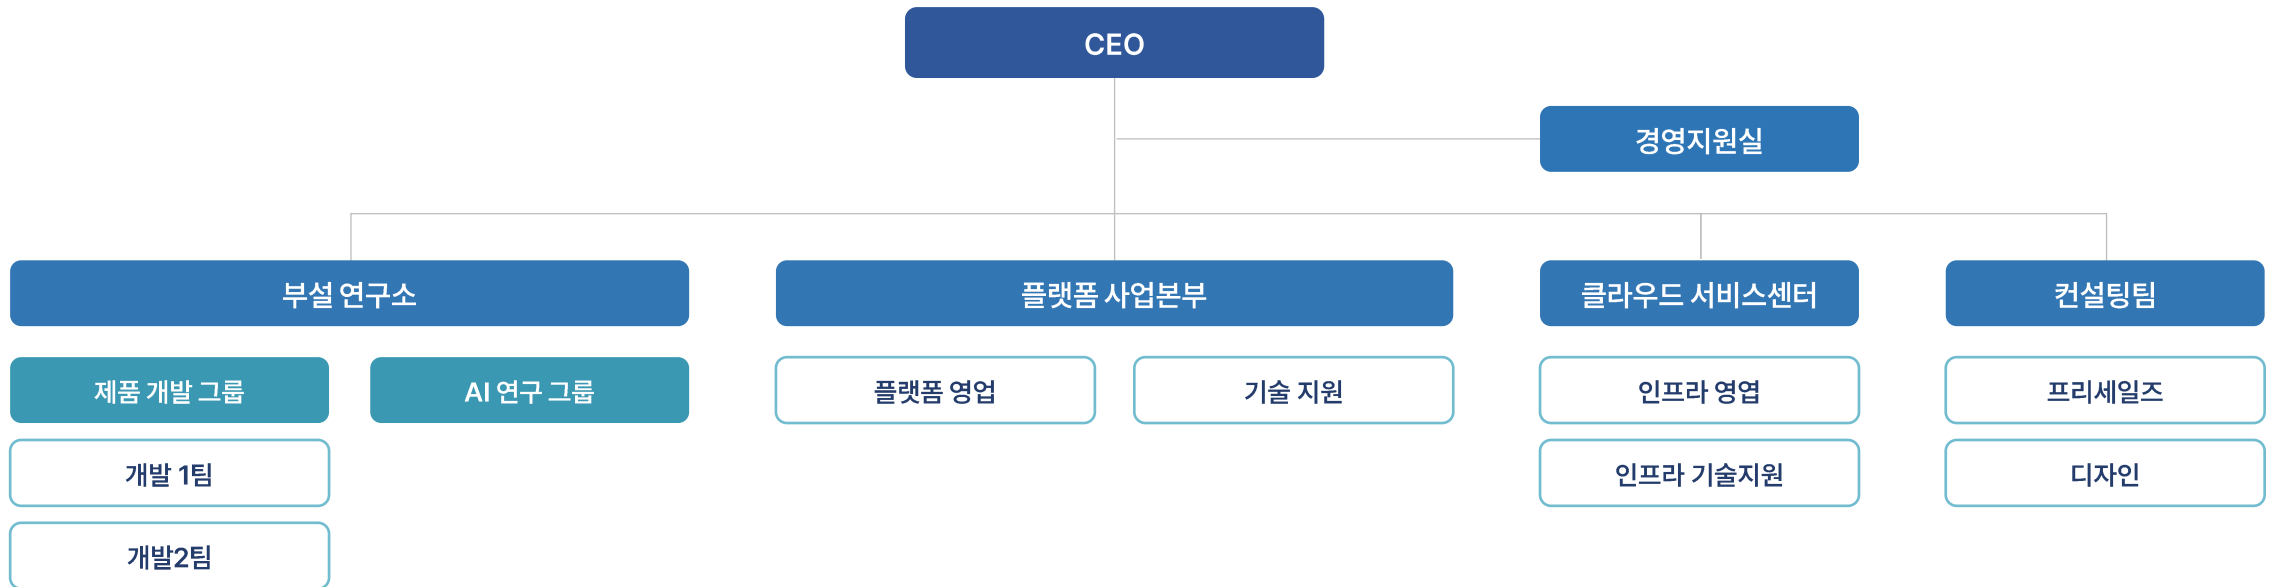 CEO
경영지원실
부설 연구소
플랫폼 사업본부
클라우드 서비스센터
컨설팅팀
제품 개발 그룹
AI 연구 그룹
플랫폼 영업
기술 지원
인프라 영엽
프리세일즈
개발 1팀
인프라 기술지원
디자인
개발2팀